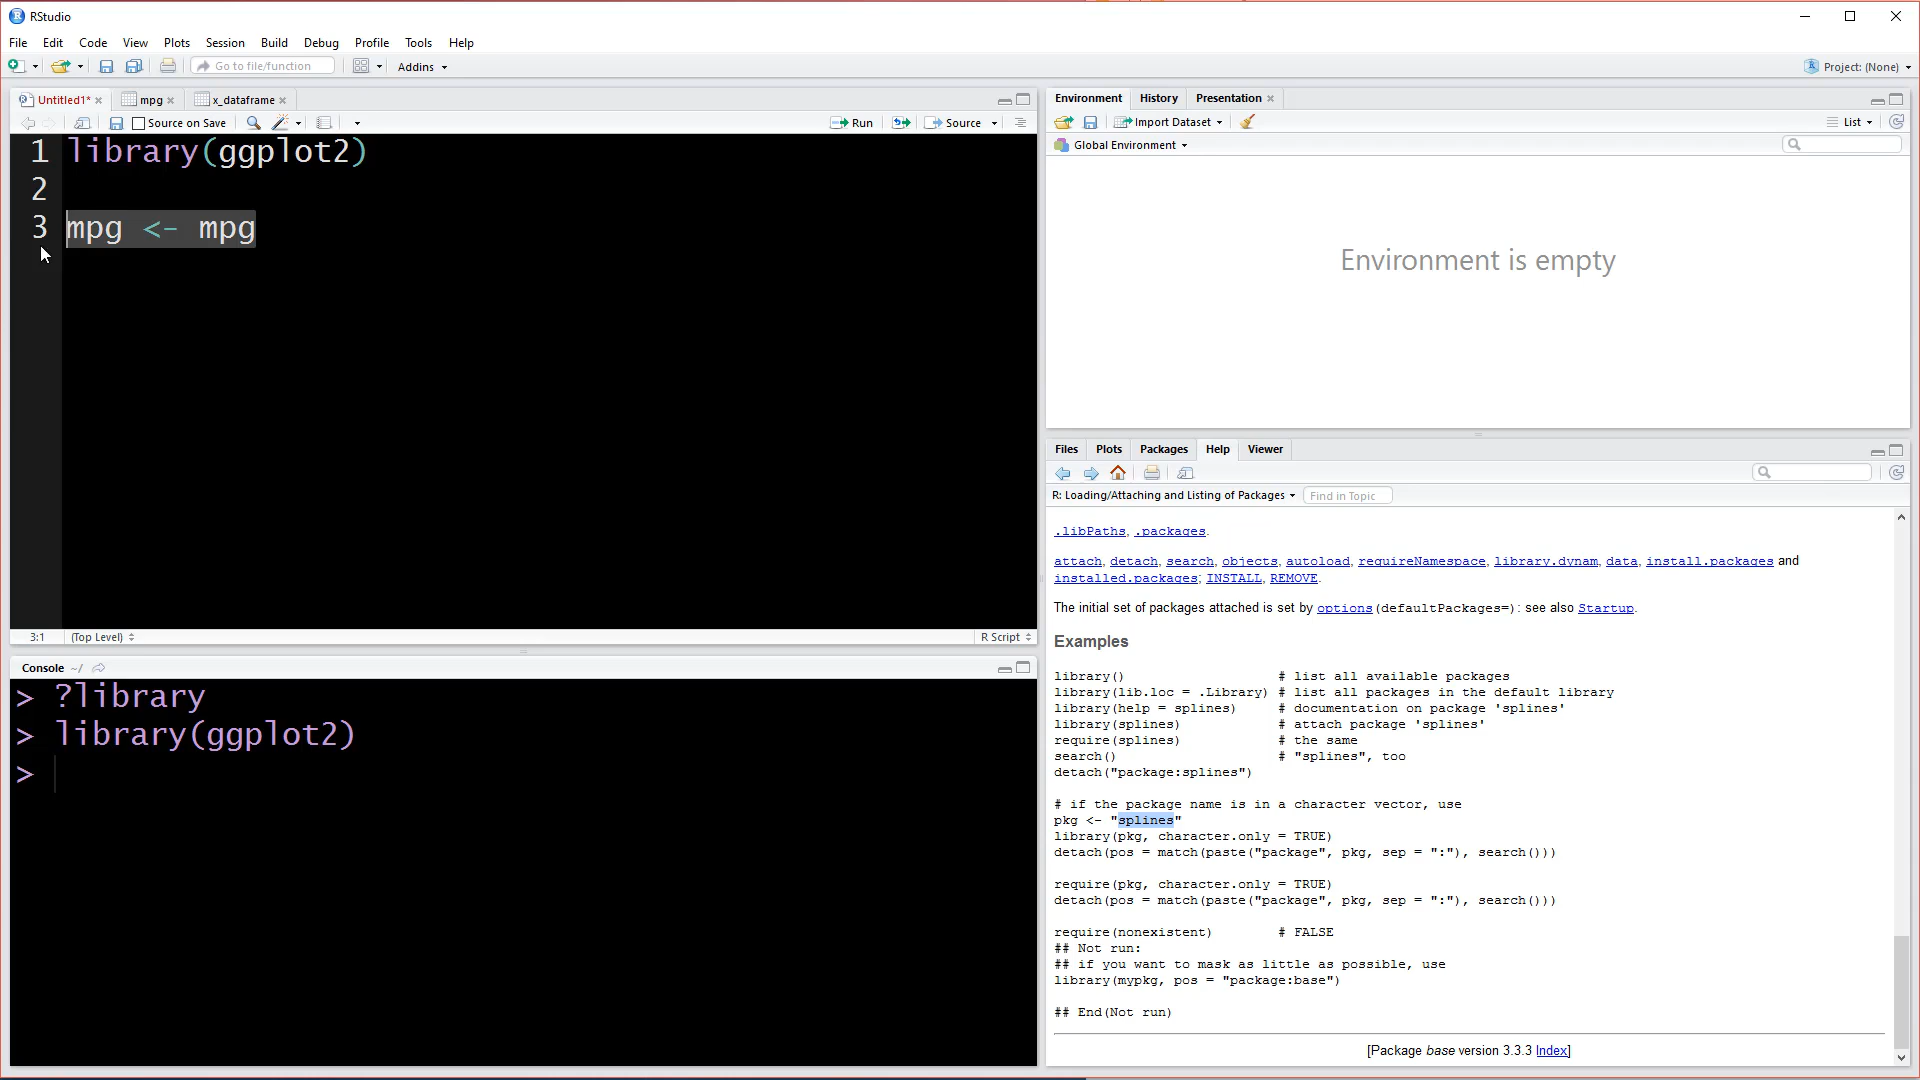 RStudio
File Edit Code View Plots Session Build Debug Profile Tools Help
Go to file/function Addins Project: (None)
Untitled1* mpg x_dataframe
Source on Save Run Source
1 library(ggplot2)
2
3 mpg <- mpg
3:1 (Top Level) R Script
Console ~/
> ?library
> library(ggplot2)
>
Environment History Presentation
Import Dataset List
Global Environment
Environment is empty
Files Plots Packages Help Viewer
R: Loading/Attaching and Listing of Packages Find in Topic
.libPaths, .packages.
attach, detach, search, objects, autoload, requireNamespace, library.dynam, data, install.packages and
installed.packages; INSTALL, REMOVE.
The initial set of packages attached is set by options(defaultPackages=): see also Startup.
Examples
library() # list all available packages
library(lib.loc = .Library) # list all packages in the default library
library(help = splines) # documentation on package 'splines'
library(splines) # attach package 'splines'
require(splines) # the same
search() # "splines", too
detach("package:splines")
# if the package name is in a character vector, use
pkg <- "splines"
library(pkg, character.only = TRUE)
detach(pos = match(paste("package", pkg, sep = ":"), search()))
require(pkg, character.only = TRUE)
detach(pos = match(paste("package", pkg, sep = ":"), search()))
require(nonexistent) # FALSE
## Not run:
## if you want to mask as little as possible, use
library(mypkg, pos = "package:base")
## End(Not run)
[Package base version 3.3.3 Index]